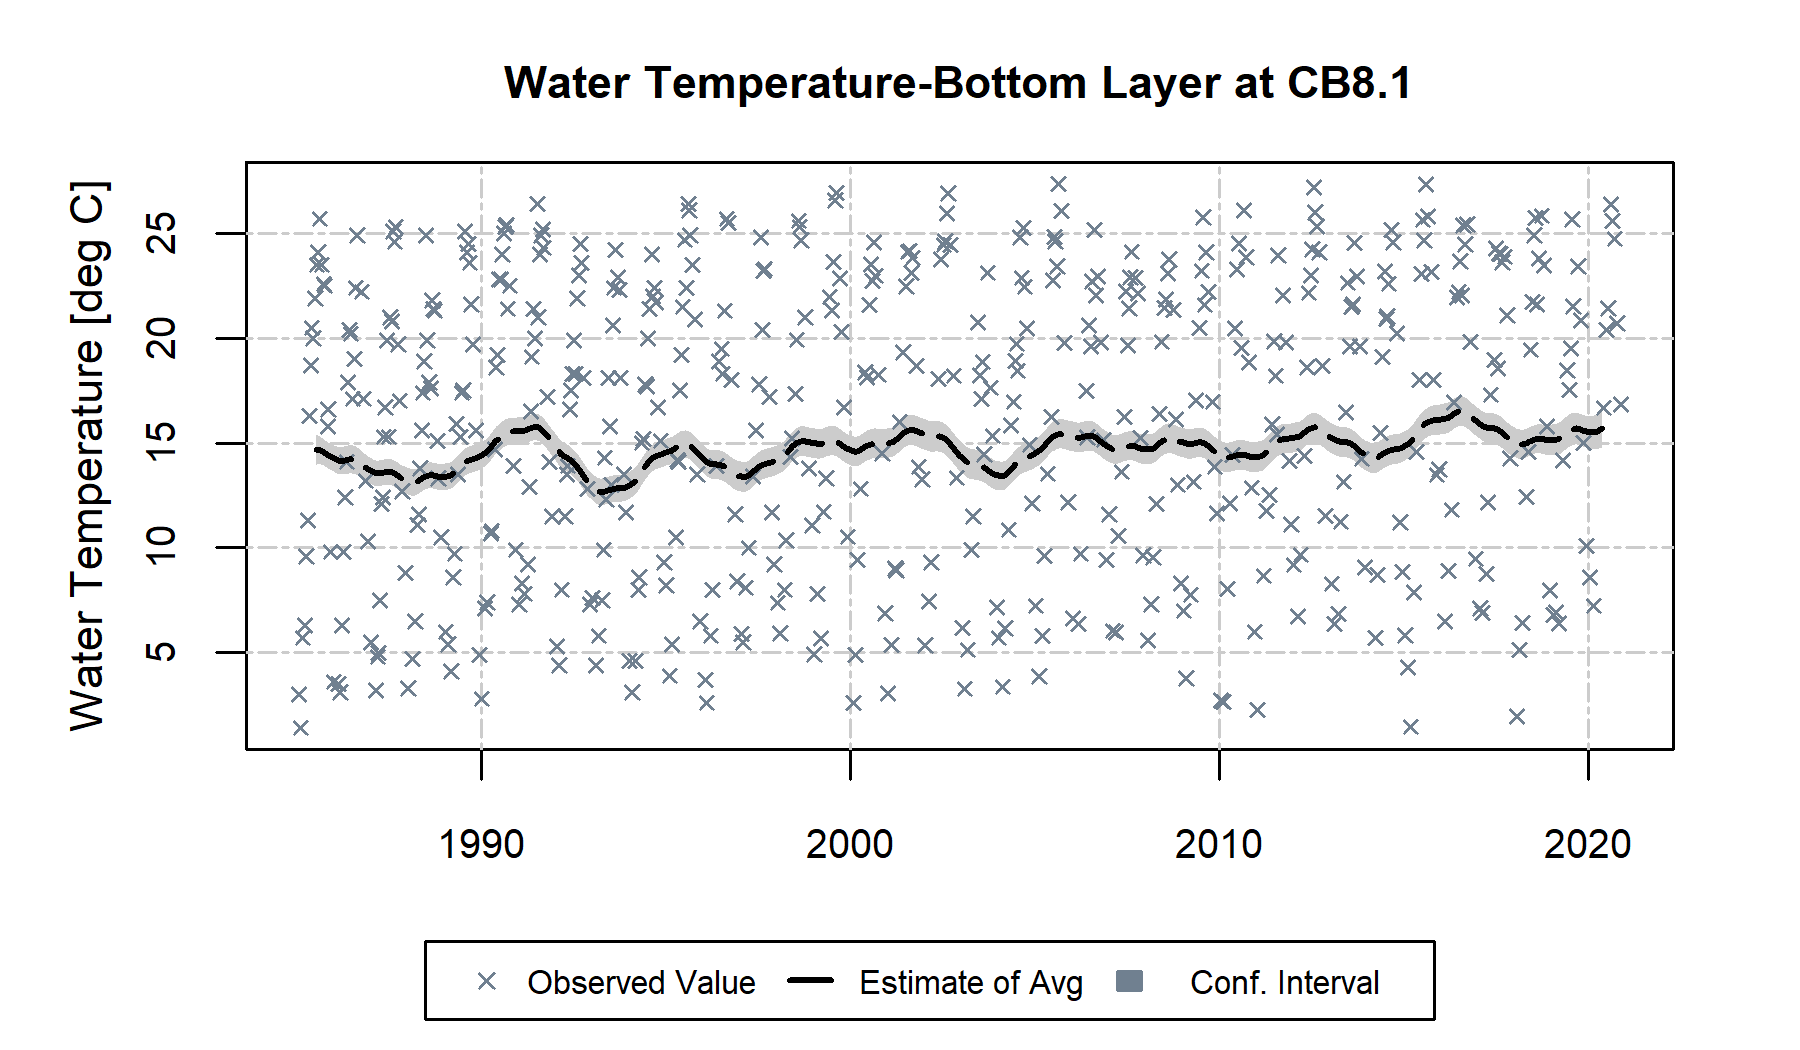 Water Temperature-Bottom Layer at CB8.1
Water Temperature [deg C]
25
20
15
10
5
1990 2000 2010 2020
Observed Value Estimate of Avg Conf. Interval